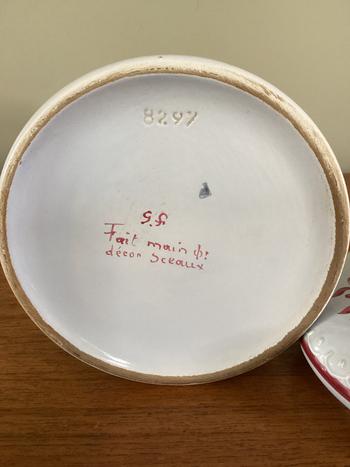 8297
G.F.
Fait main
décor Sceaux